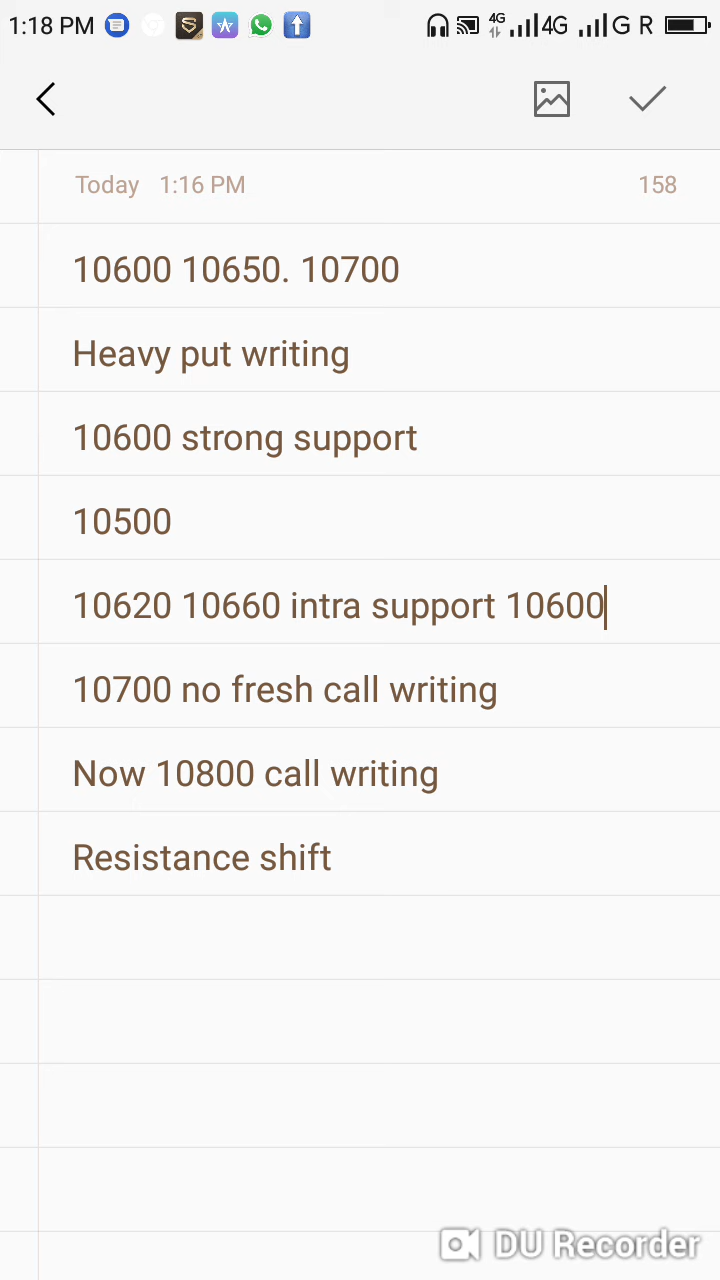 1:18 PM 4G 4G G R
Today 1:16 PM 158
10600 10650. 10700
Heavy put writing
10600 strong support
10500
10620 10660 intra support 10600
10700 no fresh call writing
Now 10800 call writing
Resistance shift
DU Recorder